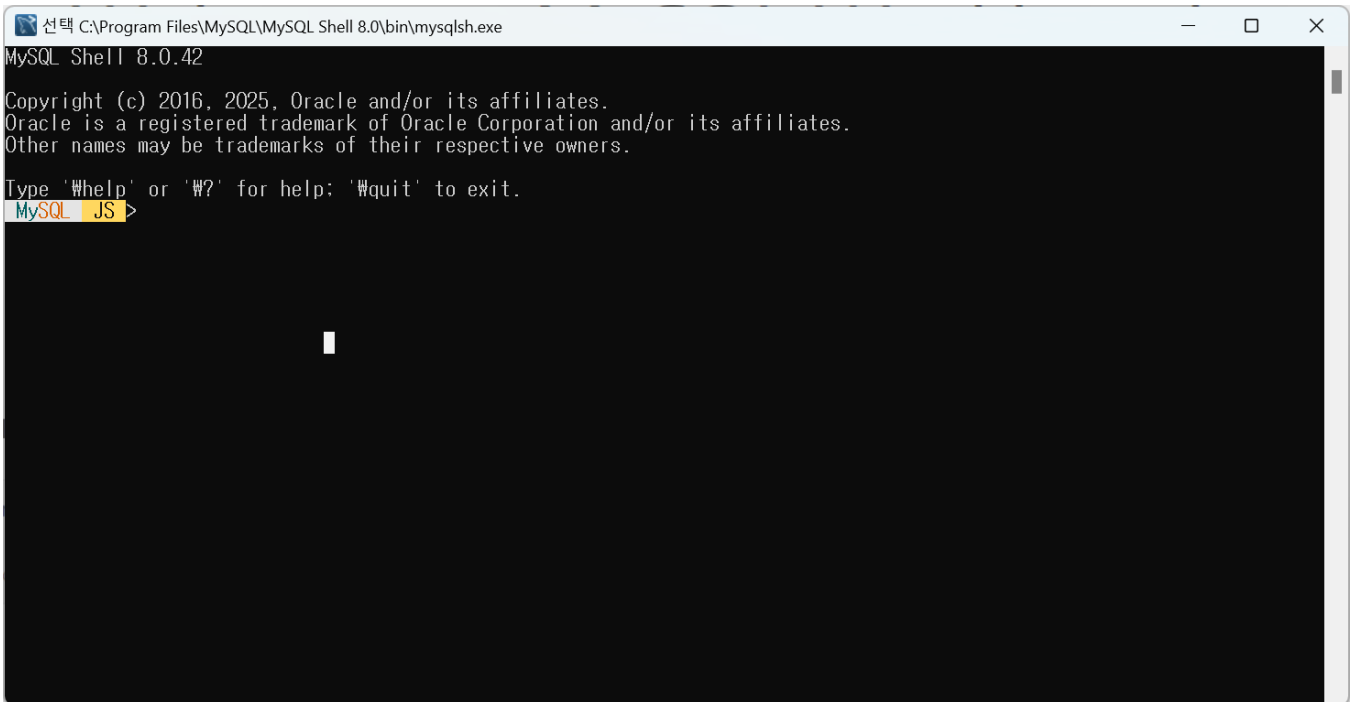 선택 C:\Program Files\MySQL\MySQL Shell 8.0\bin\mysqlsh.exe
MySQL Shell 8.0.42
Copyright (c) 2016, 2025, Oracle and/or its affiliates.
Oracle is a registered trademark of Oracle Corporation and/or its affiliates.
Other names may be trademarks of their respective owners.
Type '₩help' or '₩?' for help; '₩quit' to exit.
MySQL JS >